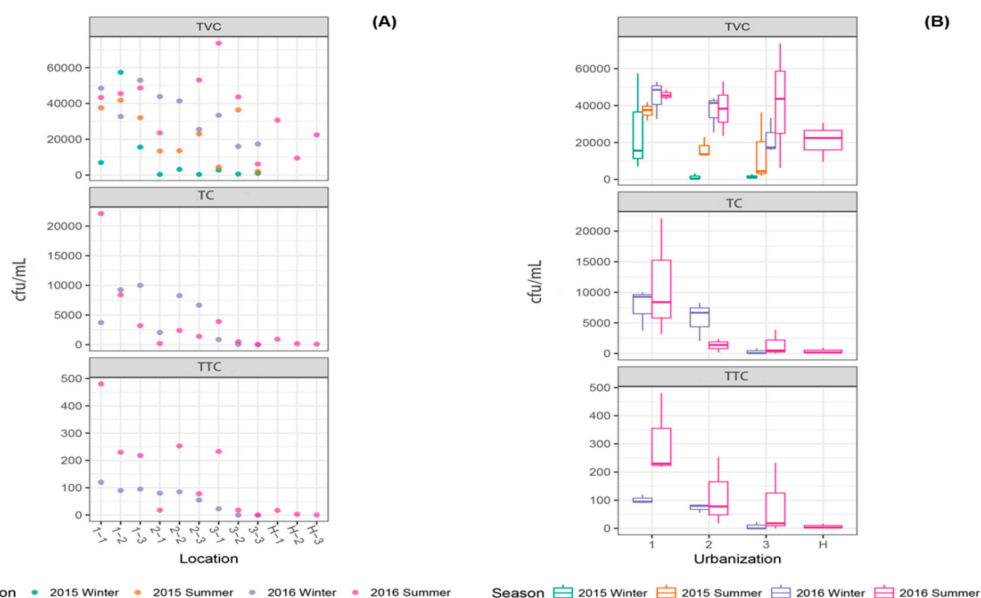 (A)
TVC
60000
40000
20000
0
TC
20000
15000
10000
5000
0
TTC
500
400
300
200
100
0
cfu/mL
1-1
1-2
1-3
2-1
2-2
2-3
3-1
3-2
3-3
H-1
H-2
H-3
Location
on 2015 Winter 2015 Summer 2016 Winter 2016 Summer
(B)
TVC
60000
40000
20000
0
TC
20000
15000
10000
5000
0
TTC
500
400
300
200
100
0
cfu/mL
1 2 3 H
Urbanization
Season 2015 Winter 2015 Summer 2016 Winter 2016 Summer